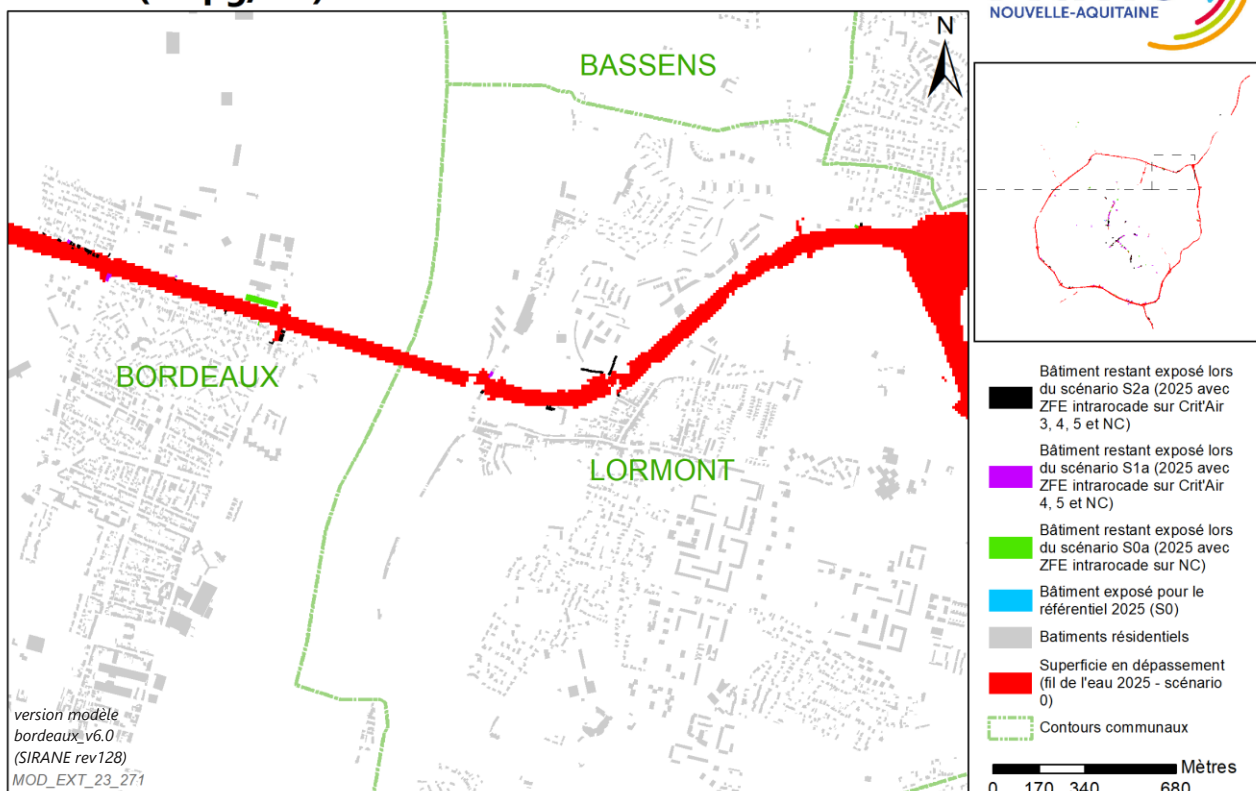 NOUVELLE-AQUITAINE
N
BASSENS
BORDEAUX
LORMONT
version modèle
bordeaux_v6.0
(SIRANE rev128)
MOD_EXT_23_271
Bâtiment restant exposé lors
du scénario S2a (2025 avec
ZFE intrarocade sur Crit'Air
3, 4, 5 et NC)
Bâtiment restant exposé lors
du scénario S1a (2025 avec
ZFE intrarocade sur Crit'Air
4, 5 et NC)
Bâtiment restant exposé lors
du scénario S0a (2025 avec
ZFE intrarocade sur NC)
Bâtiment exposé pour le
référentiel 2025 (S0)
Batiments résidentiels
Superficie en dépassement
(fil de l'eau 2025 - scénario
0)
Contours communaux
Mètres
0 170 340 680